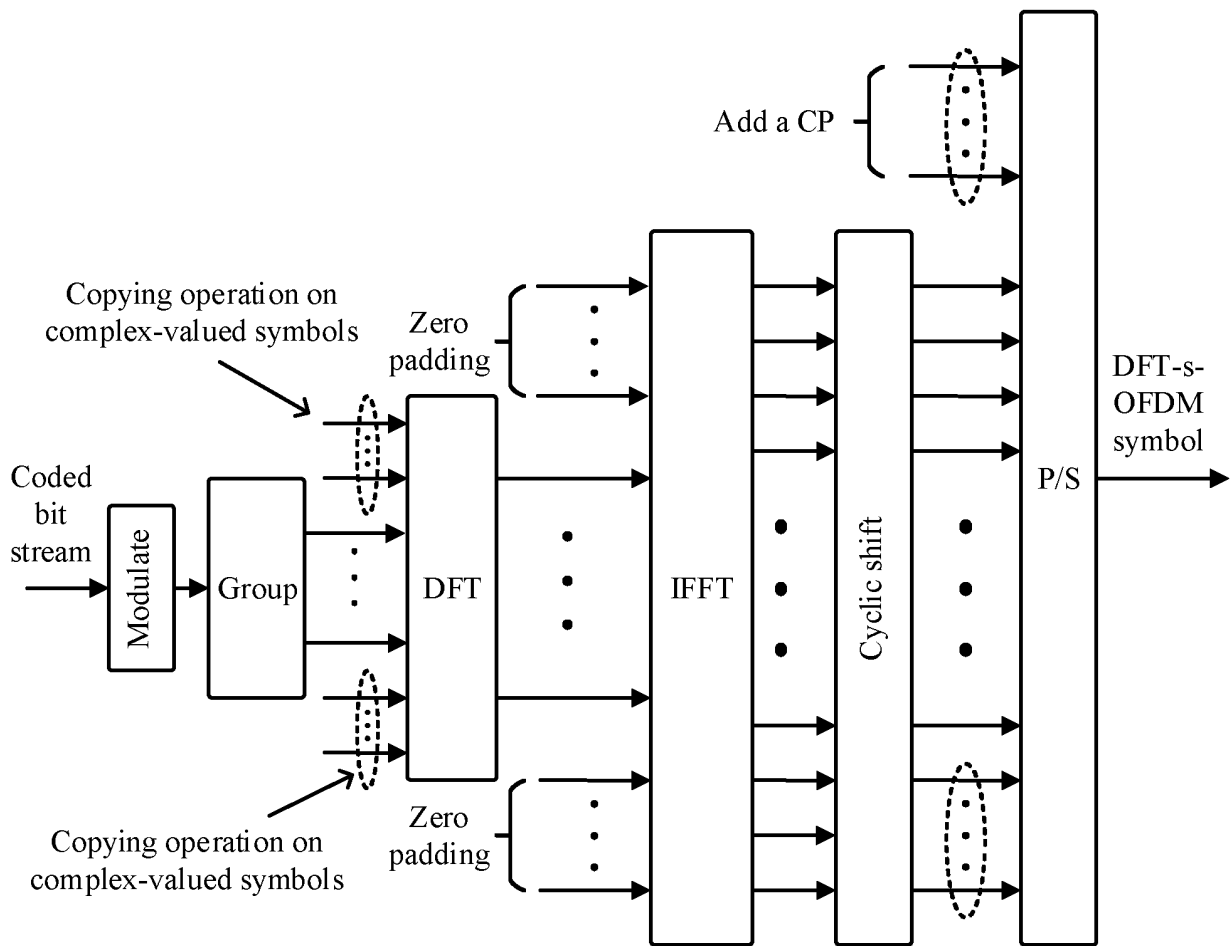 Add a CP
Copying operation on
complex-valued symbols
Zero
padding
DFT-s-
OFDM
symbol
Coded
bit
stream
Modulate
Group
DFT
IFFT
Cyclic shift
P/S
Zero
padding
Copying operation on
complex-valued symbols